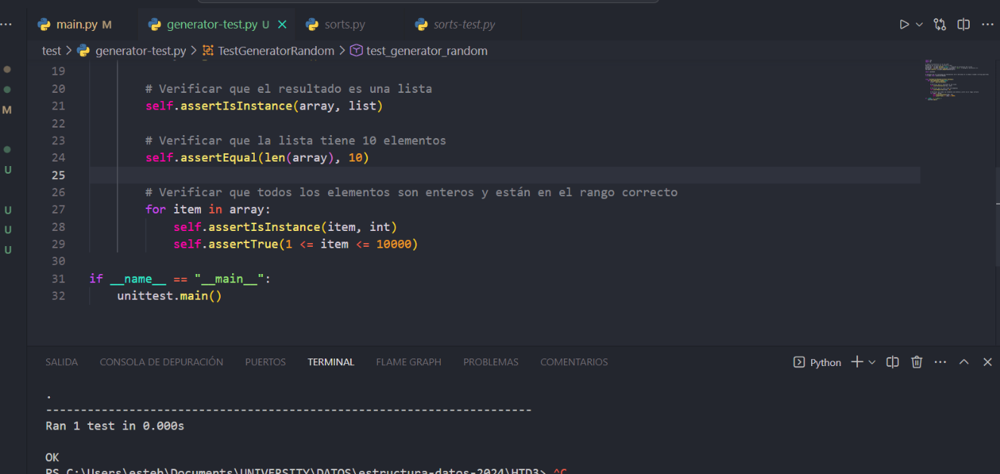 main.py M
generator-test.py U
sorts.py
sorts-test.py
test > generator-test.py > TestGeneratorRandom > test_generator_random
19
20 # Verificar que el resultado es una lista
21 self.assertIsInstance(array, list)
22
23 # Verificar que la lista tiene 10 elementos
24 self.assertEqual(len(array), 10)
25
26 # Verificar que todos los elementos son enteros y están en el rango correcto
27 for item in array:
28 self.assertIsInstance(item, int)
29 self.assertTrue(1 <= item <= 10000)
30
31 if __name__ == "__main__":
32 unittest.main()
M
U
U
U
U
SALIDA CONSOLA DE DEPURACIÓN PUERTOS TERMINAL FLAME GRAPH PROBLEMAS COMENTARIOS
Python
.
----------------------------------------------------------------------
Ran 1 test in 0.000s
OK
PS C:\Users\esteb\Documents\UNIVERSITY\DATOS\estructura-datos-2024\HTD3> ^C